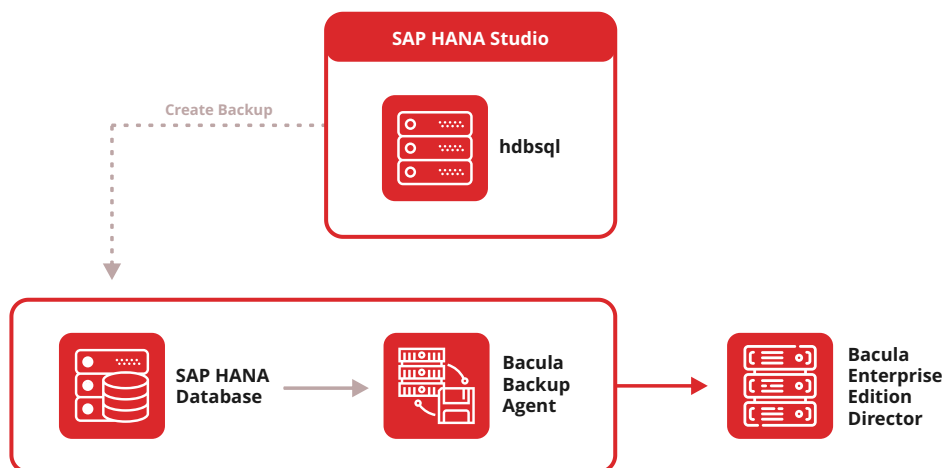 SAP HANA Studio
Create Backup
hdbsql
SAP HANA
Database
Bacula
Backup
Agent
Bacula
Enterprise
Edition
Director